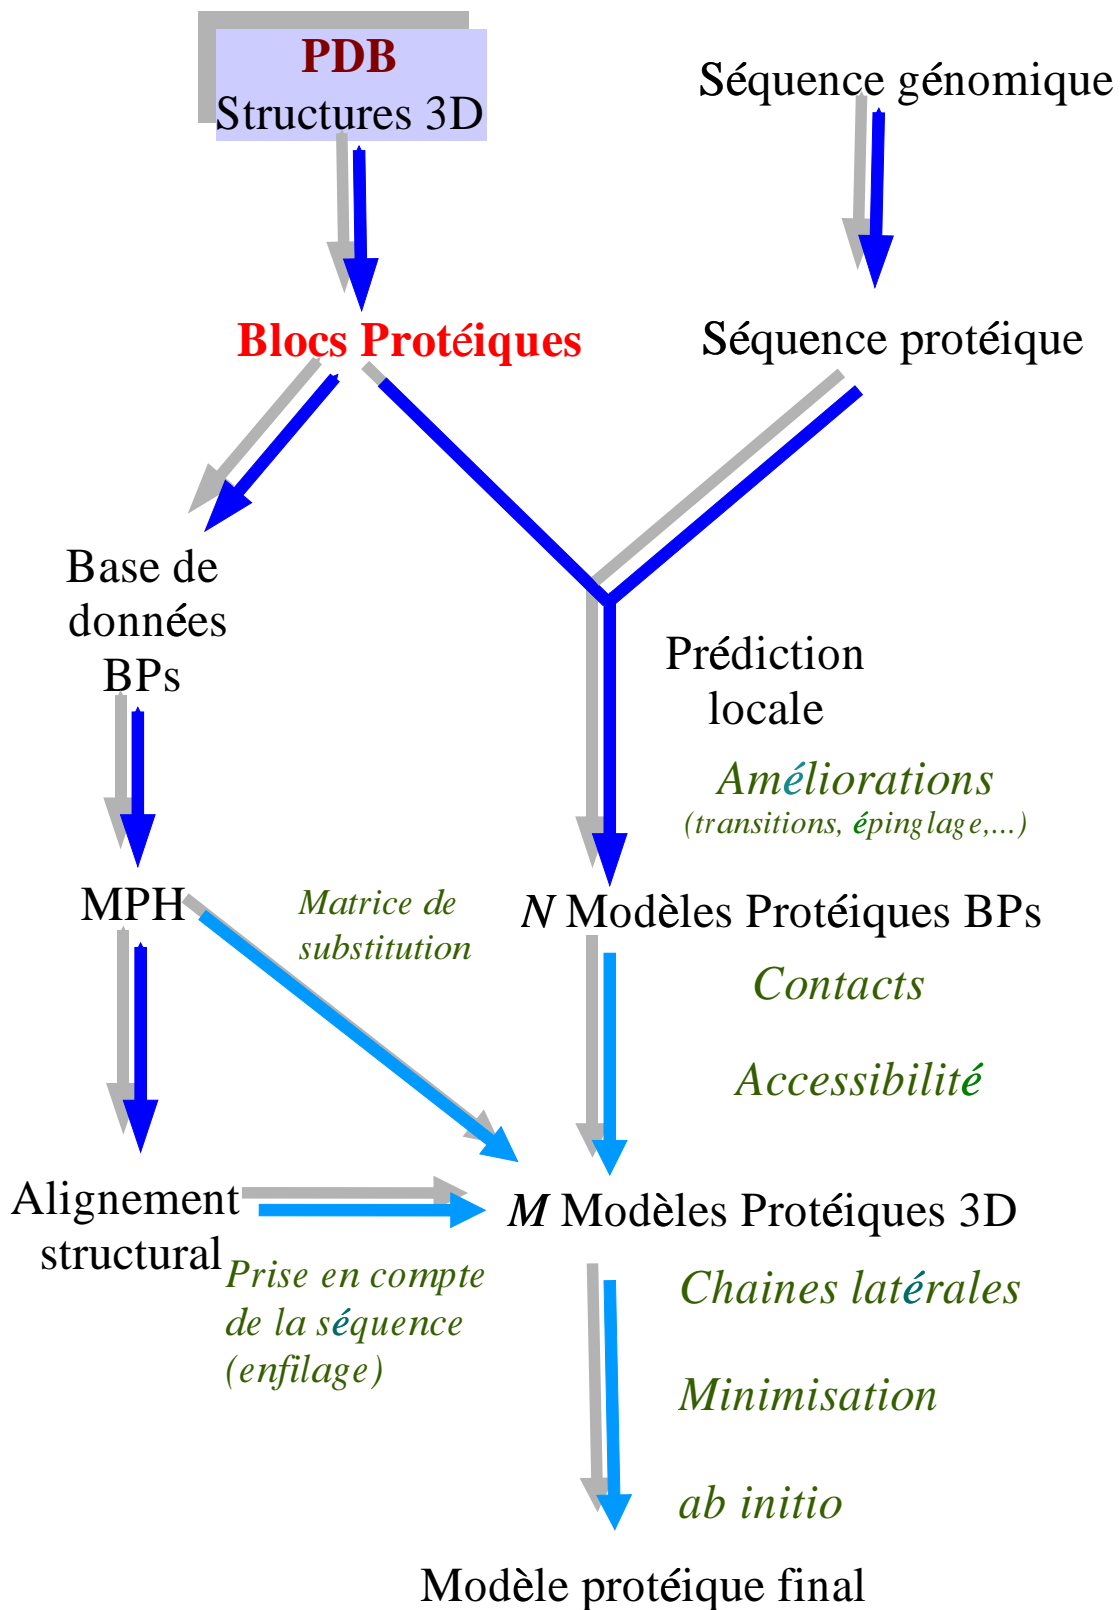 PDB
Structures 3D
Séquence génomique
Blocs Protéiques
Séquence protéique
Base de
données
BPs
Prédiction
locale
Améliorations
(transitions, épinglage,...)
MPH
Matrice de
substitution
N Modèles Protéiques BPs
Contacts
Accessibilité
Alignement
structural
M Modèles Protéiques 3D
Prise en compte
de la séquence
(enfilage)
Chaines latérales
Minimisation
ab initio
Modèle protéique final